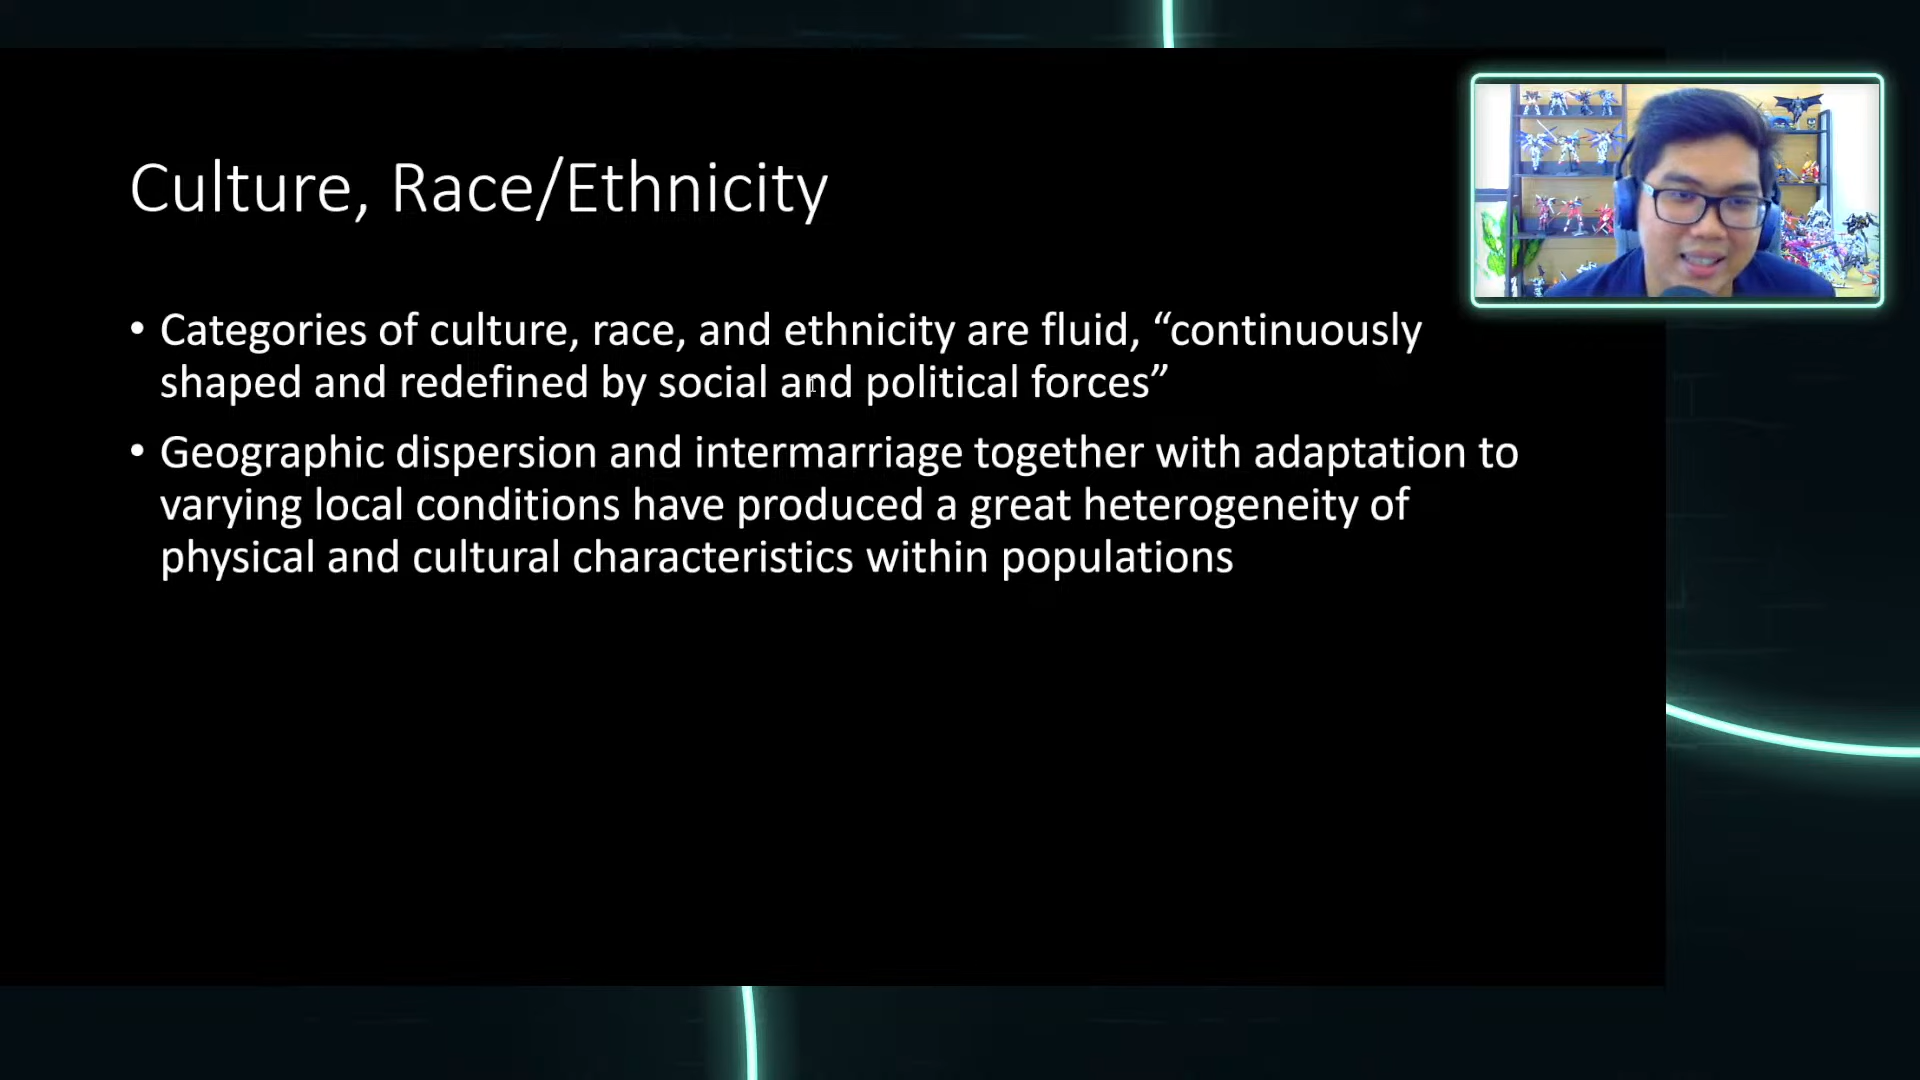 Culture, Race/Ethnicity
• Categories of culture, race, and ethnicity are fluid, “continuously
shaped and redefined by social and political forces”
• Geographic dispersion and intermarriage together with adaptation to
varying local conditions have produced a great heterogeneity of
physical and cultural characteristics within populations